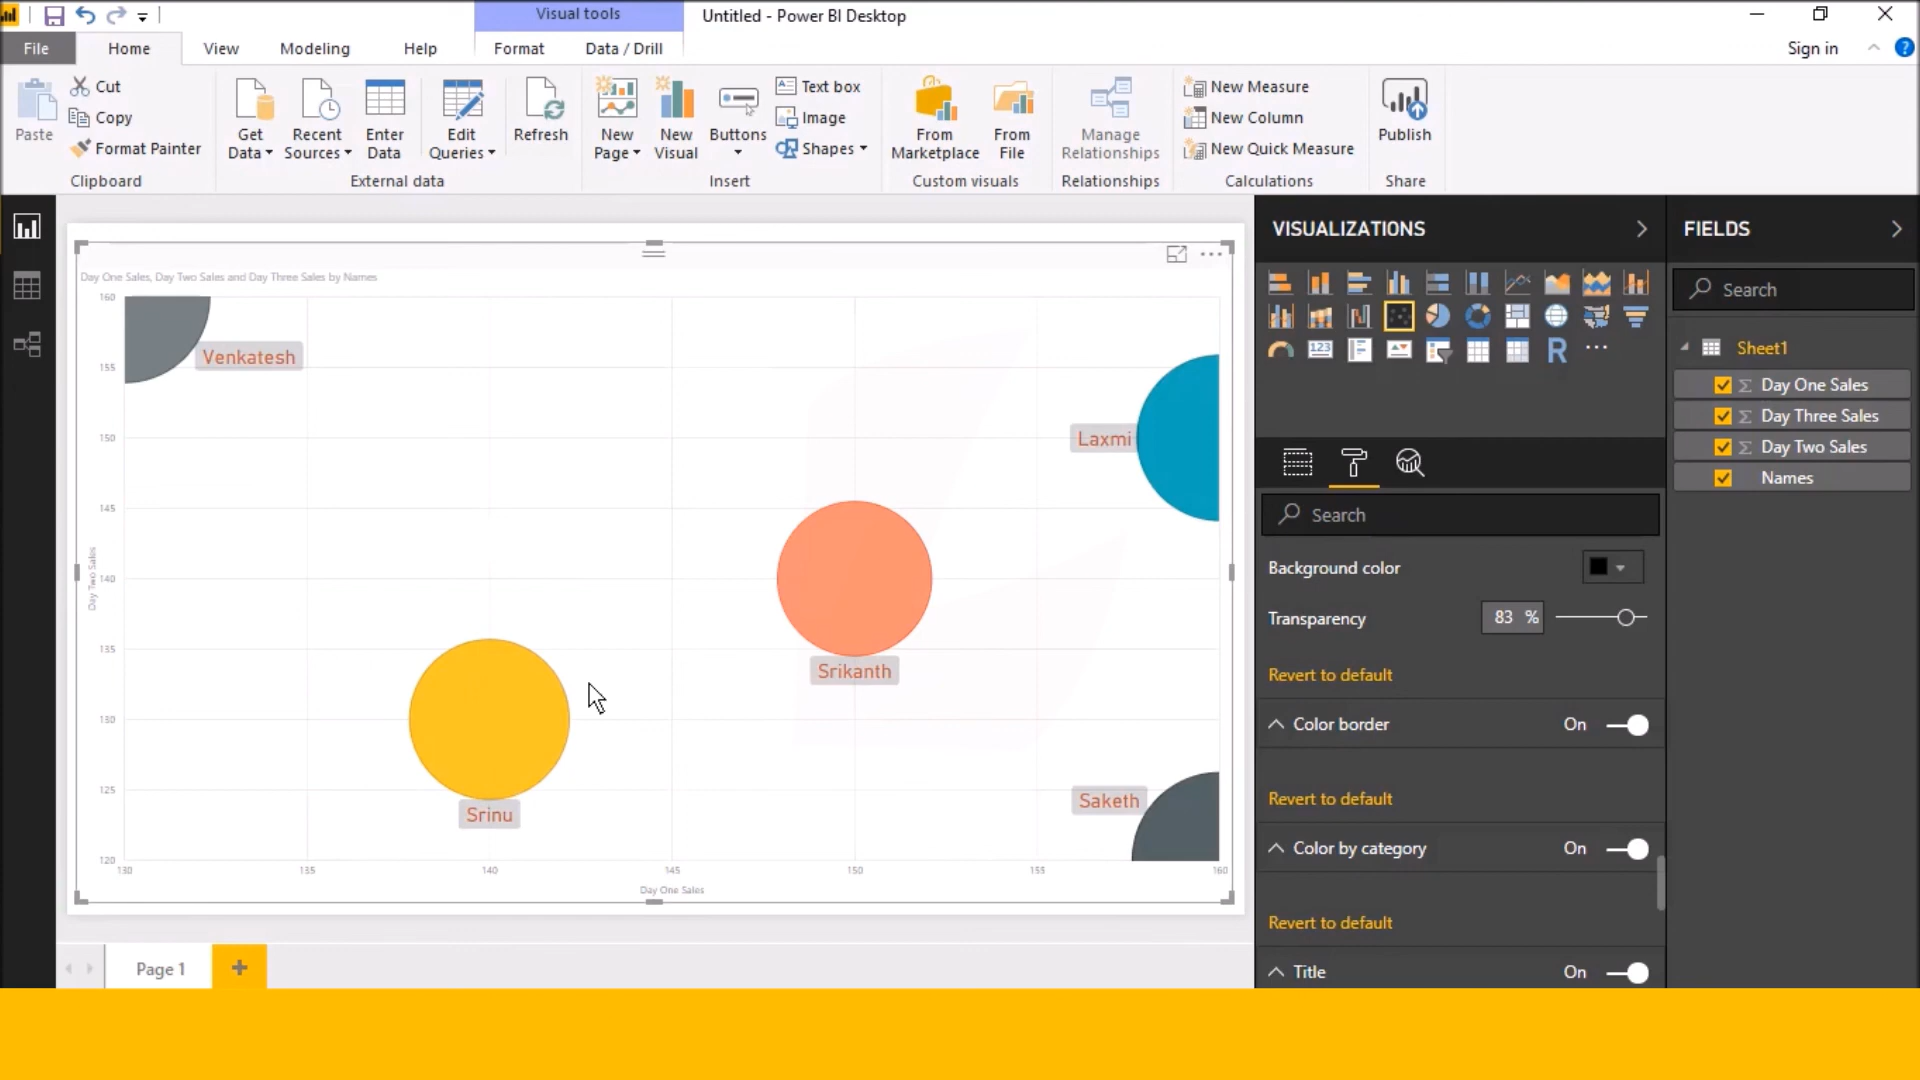 Visual tools
Untitled - Power BI Desktop
File
Home
View
Modeling
Help
Format
Data / Drill
Sign in
Paste
Cut
Copy
Format Painter
Clipboard
Get Data
Recent Sources
Enter Data
Edit Queries
Refresh
External data
New Page
New Visual
Buttons
Text box
Image
Shapes
Insert
From Marketplace
From File
Custom visuals
Manage Relationships
Relationships
New Measure
New Column
New Quick Measure
Calculations
Publish
Share
Day One Sales, Day Two Sales and Day Three Sales by Names
160
155
150
145
140
135
130
125
120
Day Two Sales
Venkatesh
Laxmi
Srikanth
Srinu
Saketh
130
135
140
145
150
155
160
Day One Sales
Page 1
VISUALIZATIONS
123
R
Search
Background color
Transparency
83 %
Revert to default
Color border
On
Revert to default
Color by category
On
Revert to default
Title
On
FIELDS
Search
Sheet1
Day One Sales
Day Three Sales
Day Two Sales
Names